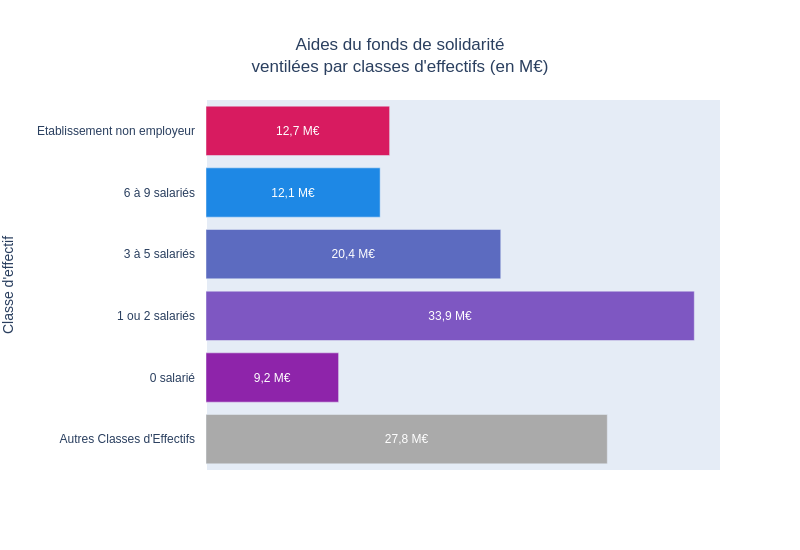 Aides du fonds de solidarité
ventilées par classes d'effectifs (en M€)
Classe d'effectif
Etablissement non employeur
12,7 M€
6 à 9 salariés
12,1 M€
3 à 5 salariés
20,4 M€
1 ou 2 salariés
33,9 M€
0 salarié
9,2 M€
Autres Classes d'Effectifs
27,8 M€